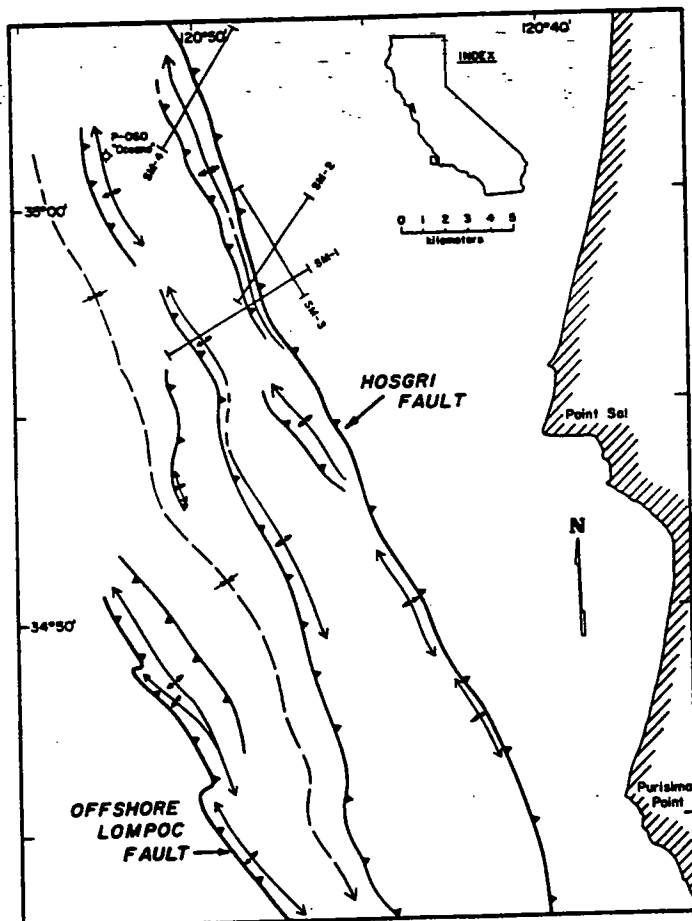 120°50'
120°40'
INDEX
P-060
"Oceano"
SM-4
35°00'
SM-2
SM-1
SM-3
0 1 2 3 4 5
kilometers
HOSGRI
FAULT
Point Sal
N
34°50'
Purisima
Point
OFFSHORE
LOMPOC
FAULT